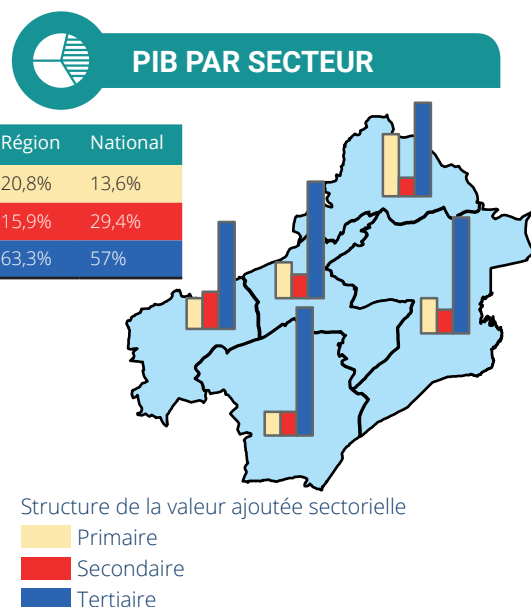 PIB PAR SECTEUR
Région National
20,8% 13,6%
15,9% 29,4%
63,3% 57%
Structure de la valeur ajoutée sectorielle
Primaire
Secondaire
Tertiaire